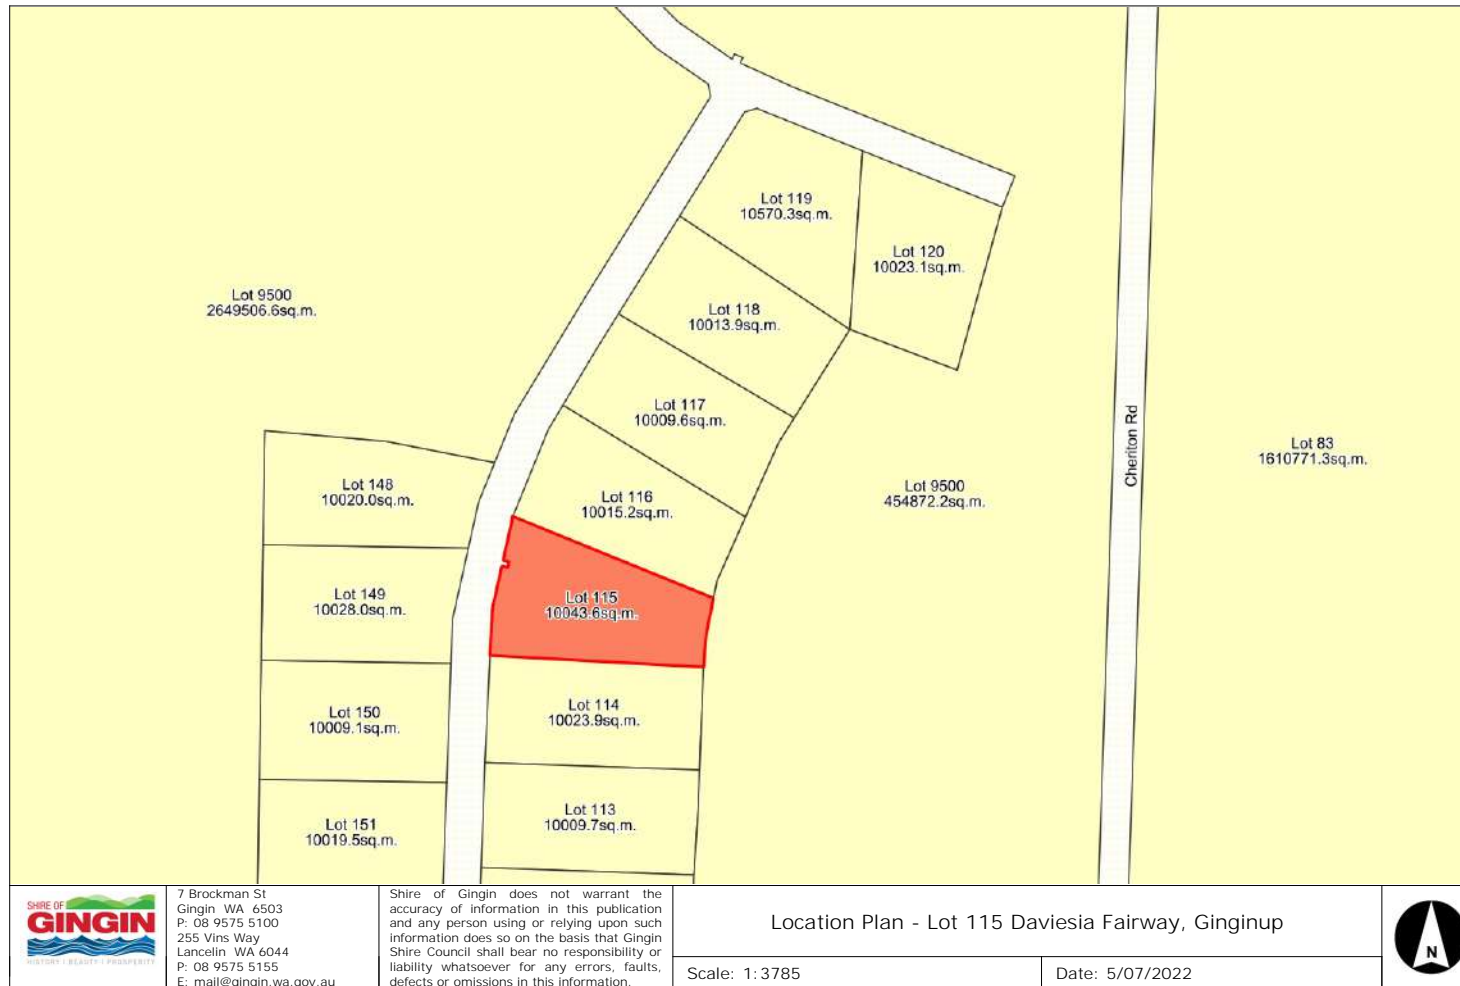 Lot 119
10570.3sq.m.
Lot 120
10023.1sq.m.
Lot 9500
2649506.6sq.m.
Lot 118
10013.9sq.m.
Lot 117
10009.6sq.m.
Cheriton Rd
Lot 83
1610771.3sq.m.
Lot 148
10020.0sq.m.
Lot 116
10015.2sq.m.
Lot 9500
454872.2sq.m.
Lot 149
10028.0sq.m.
Lot 115
10043.6sq.m.
Lot 150
10009.1sq.m.
Lot 114
10023.9sq.m.
Lot 151
10019.5sq.m.
Lot 113
10009.7sq.m.
SHIRE OF
GINGIN
HISTORY | BEAUTY | PROSPERITY
7 Brockman St
Gingin WA 6503
P: 08 9575 5100
255 Vins Way
Lancelin WA 6044
P: 08 9575 5155
E: mail@gingin.wa.gov.au
Shire of Gingin does not warrant the
accuracy of information in this publication
and any person using or relying upon such
information does so on the basis that Gingin
Shire Council shall bear no responsibility or
liability whatsoever for any errors, faults,
defects or omissions in this information.
Location Plan - Lot 115 Daviesia Fairway, Ginginup
Scale: 1:3785
Date: 5/07/2022
N